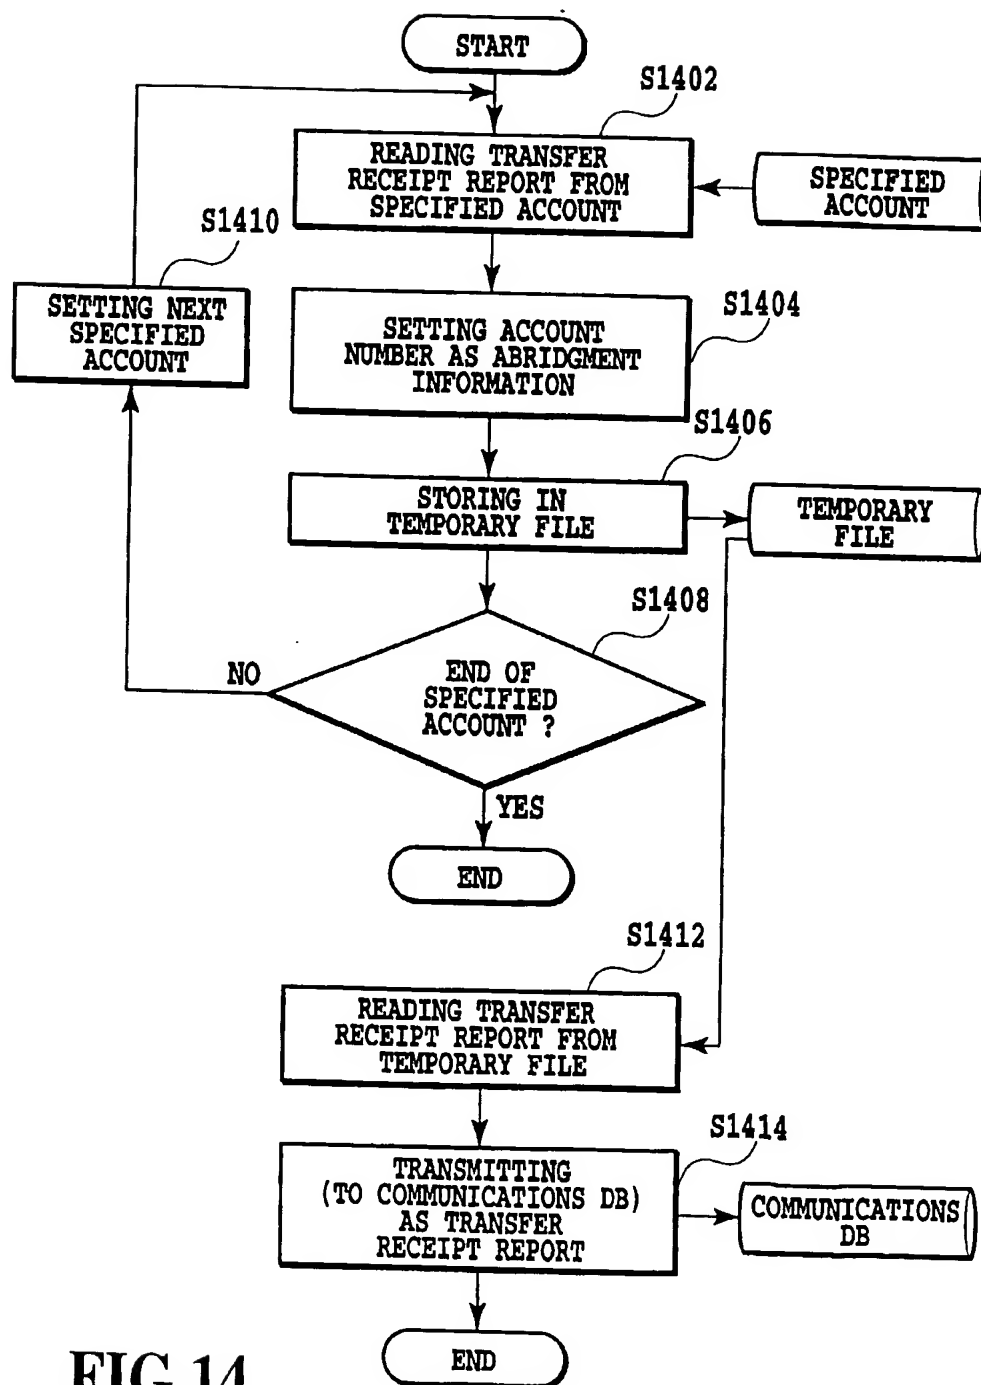 START
S1402
READING TRANSFER
RECEIPT REPORT FROM
SPECIFIED ACCOUNT
SPECIFIED
ACCOUNT
S1410
SETTING NEXT
SPECIFIED
ACCOUNT
S1404
SETTING ACCOUNT
NUMBER AS ABRIDGMENT
INFORMATION
S1406
STORING IN
TEMPORARY FILE
TEMPORARY
FILE
S1408
NO
END OF
SPECIFIED
ACCOUNT ?
YES
END
S1412
READING TRANSFER
RECEIPT REPORT FROM
TEMPORARY FILE
S1414
TRANSMITTING
(TO COMMUNICATIONS DB)
AS TRANSFER
RECEIPT REPORT
COMMUNICATIONS
DB
END
FIG.14